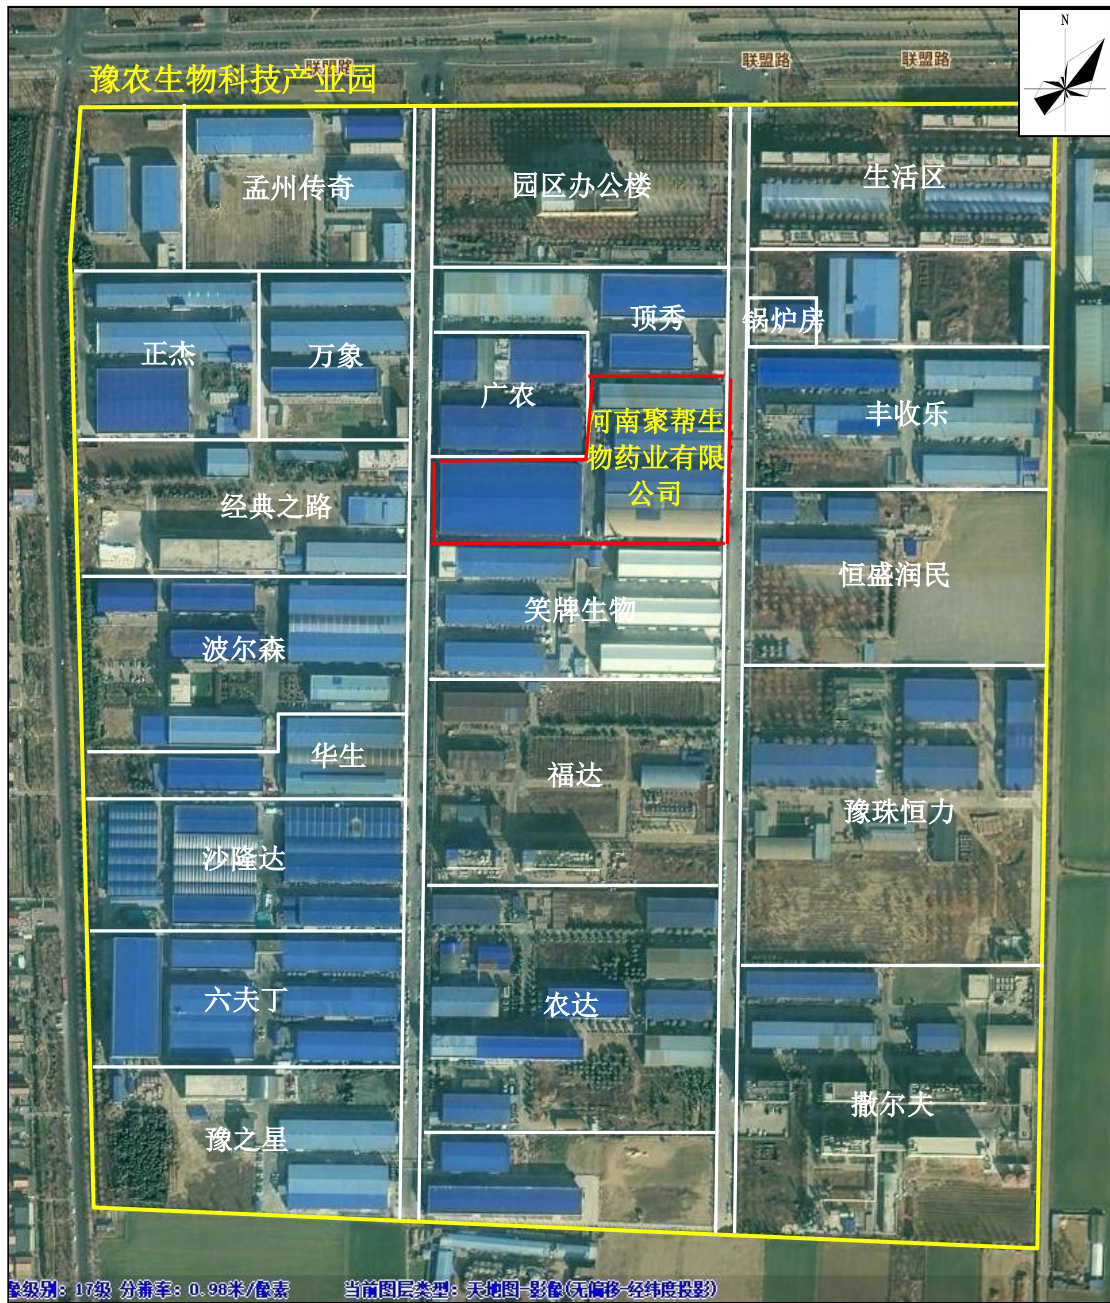 N
联盟路
联盟路
联盟路
豫农生物科技产业园
孟州传奇
园区办公楼
生活区
顶秀
锅炉房
正杰
万象
广农
丰收乐
河南聚帮生
物药业有限
公司
经典之路
恒盛润民
笑牌生物
波尔森
华生
福达
豫珠恒力
沙隆达
六夫丁
农达
撒尔夫
豫之星
象级别：17级 分辨率：0.98米/像素 当前图层类型：天地图-影像(无偏移-经纬度投影)